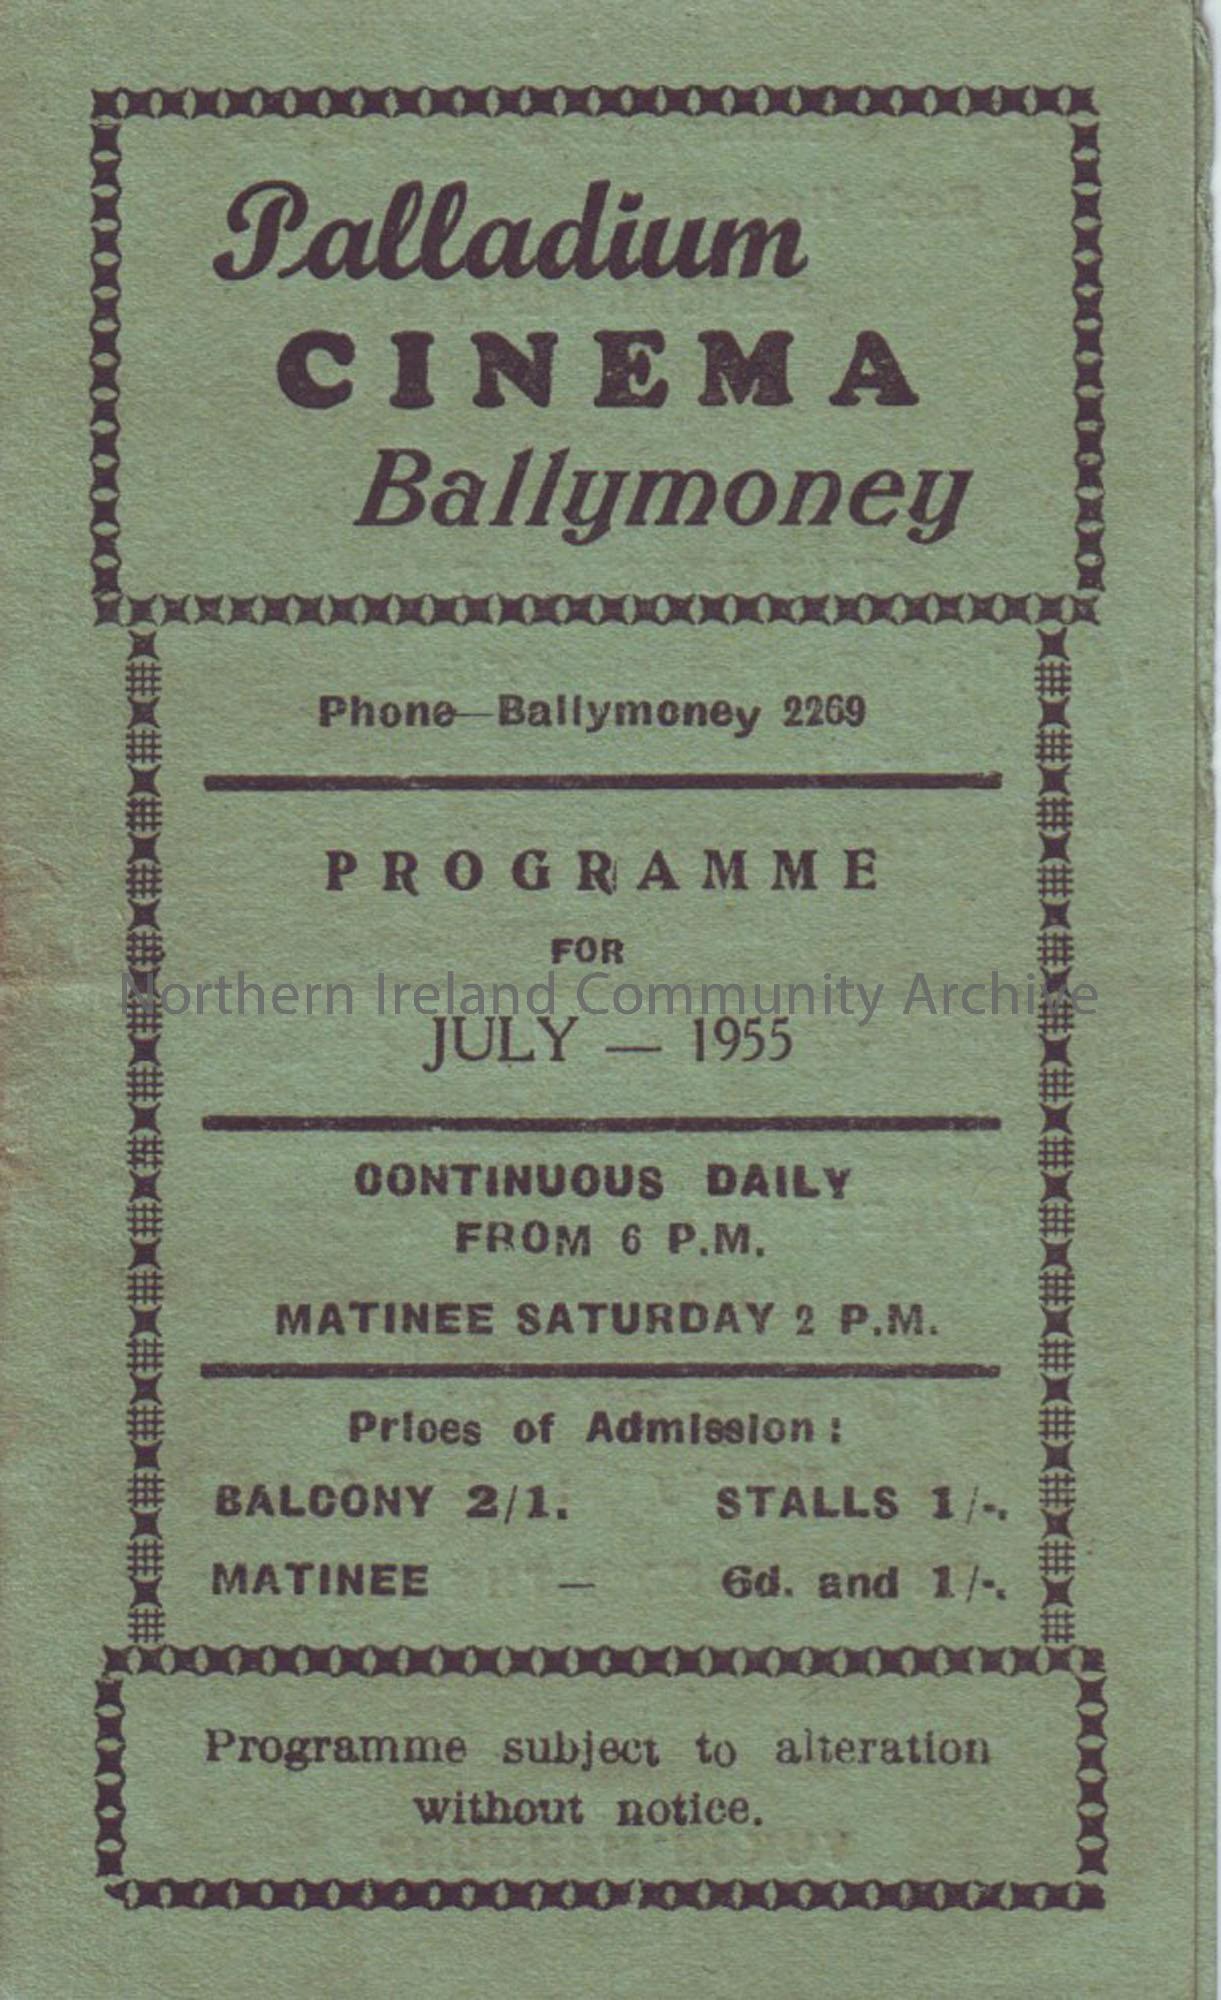 Palladium
CINEMA
Ballymoney
Phone—Ballymoney 2269
PROGRAMME
FOR
Northern Ireland Community Archive
JULY — 1955
CONTINUOUS DAILY
FROM 6 P.M.
MATINEE SATURDAY 2 P.M.
Prices of Admission :
BALCONY 2/1. STALLS 1/-.
MATINEE — 6d. and 1/-.
Programme subject to alteration
without notice.